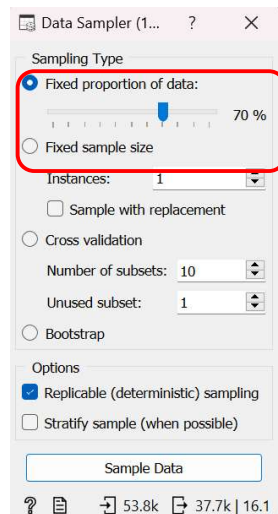 Data Sampler (1... ? ×
Sampling Type
Fixed proportion of data:
70 %
Fixed sample size
Instances: 1
Sample with replacement
Cross validation
Number of subsets: 10
Unused subset: 1
Bootstrap
Options
Replicable (deterministic) sampling
Stratify sample (when possible)
Sample Data
? 53.8k 37.7k | 16.1